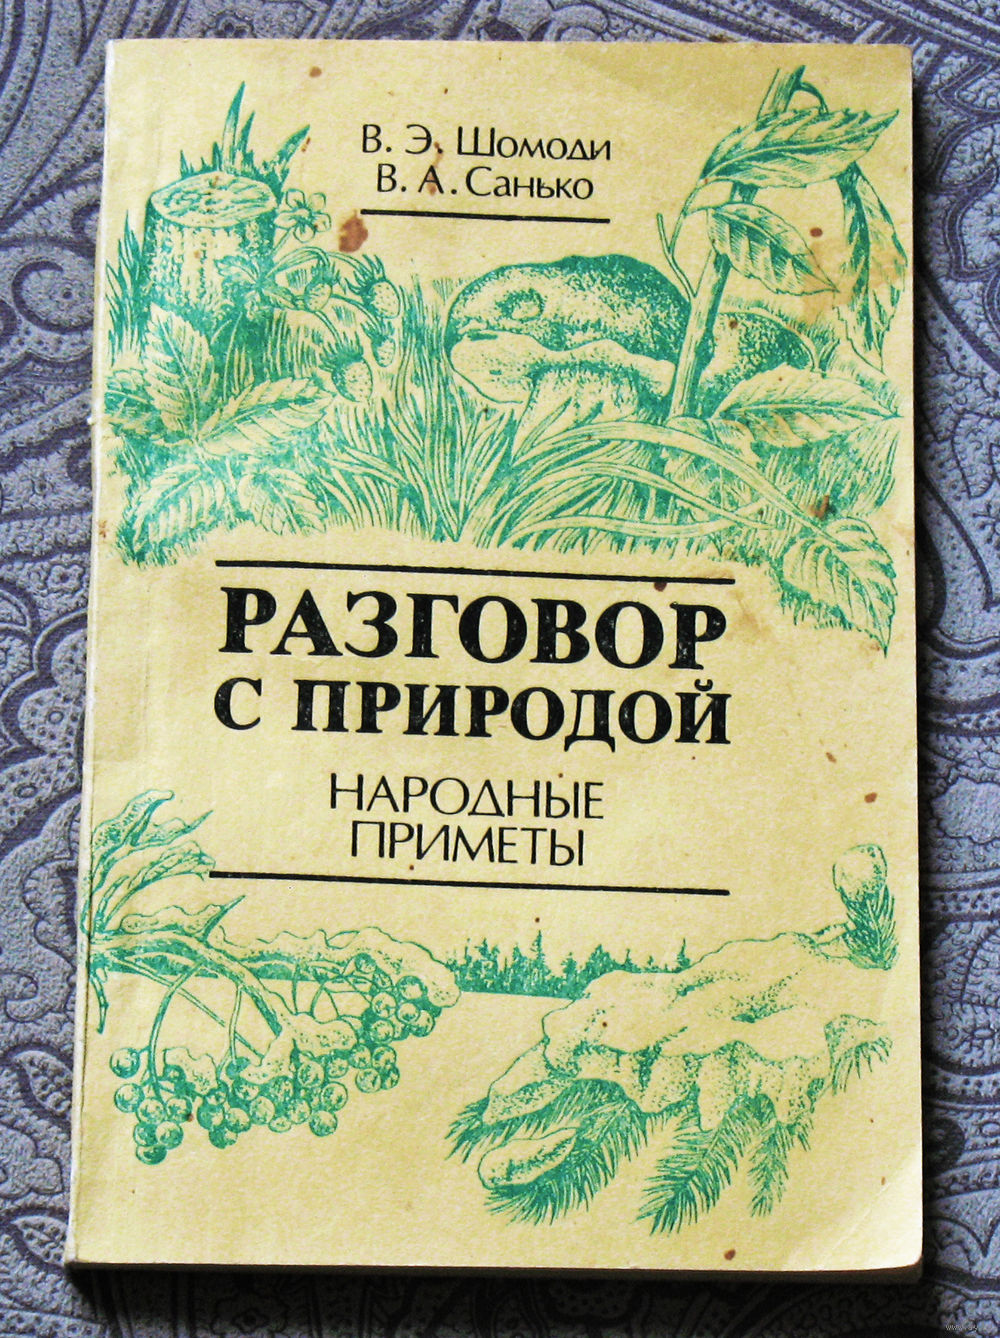 В. Э. Шомоди
В. А. Санько
РАЗГОВОР
С ПРИРОДОЙ
НАРОДНЫЕ
ПРИМЕТЫ